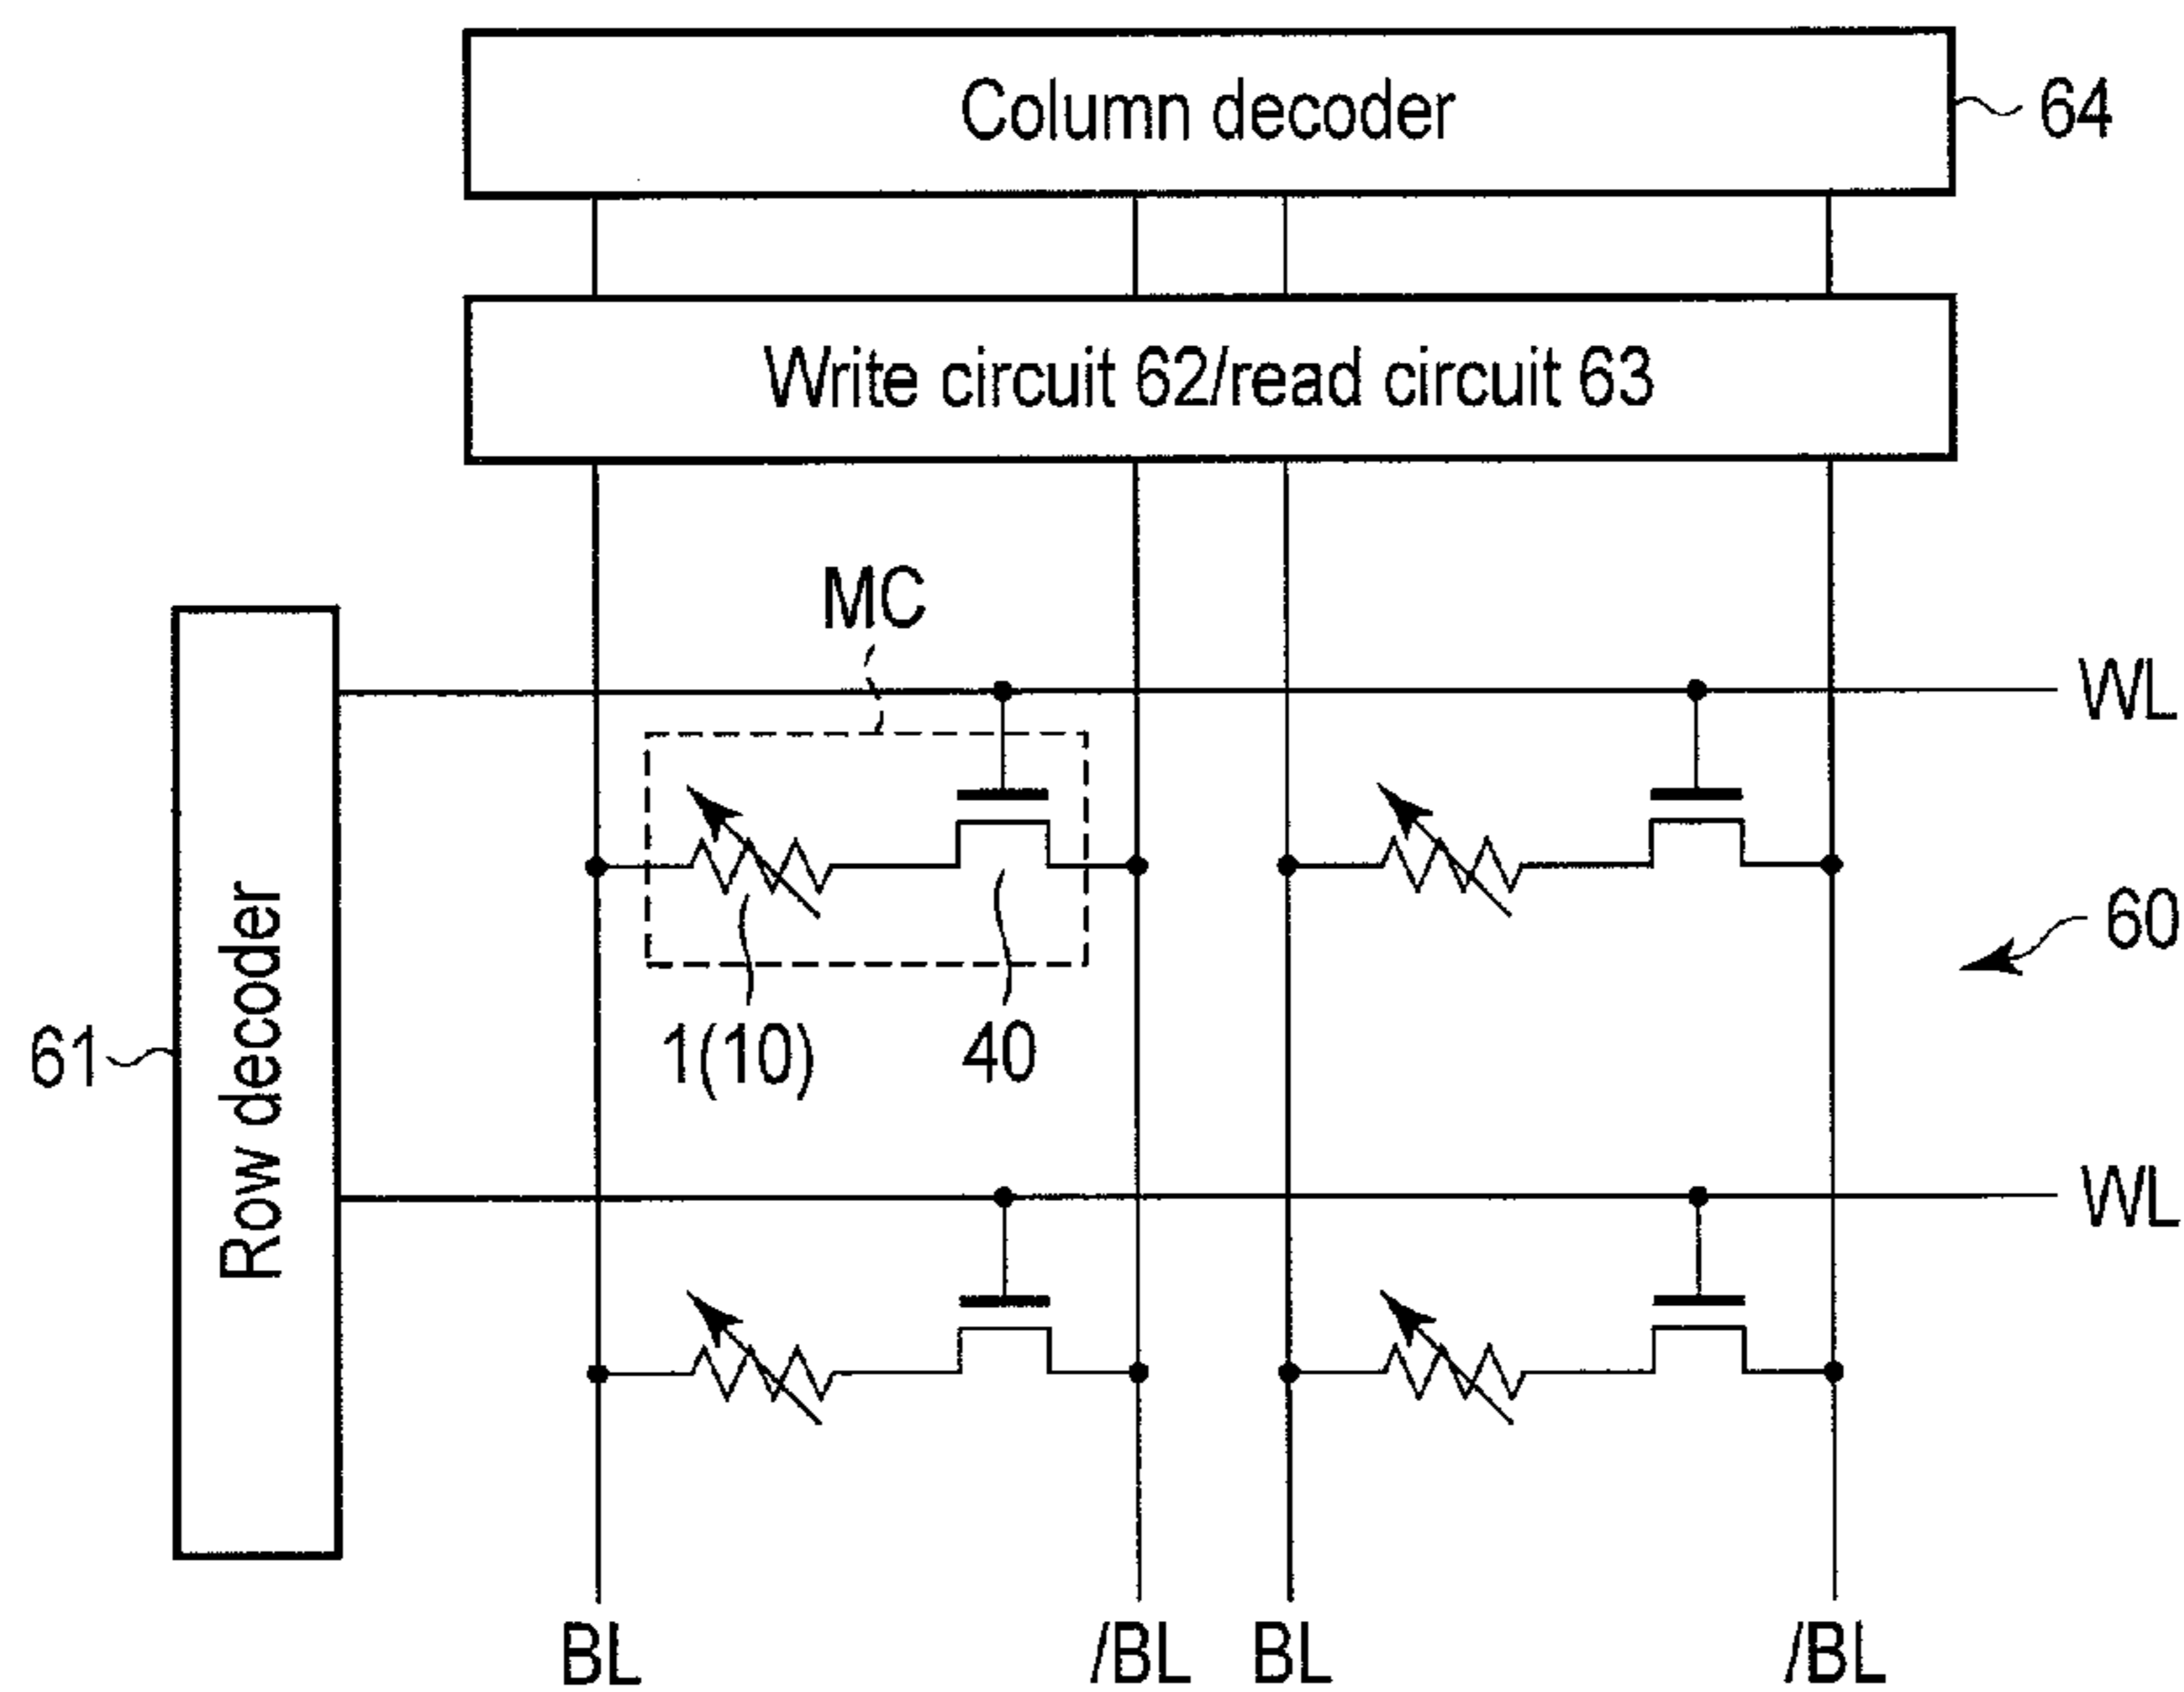 Column decoder
64
Write circuit 62/read circuit 63
MC
WL
60
Row decoder
61
1(10)
40
WL
BL
/BL
BL
/BL